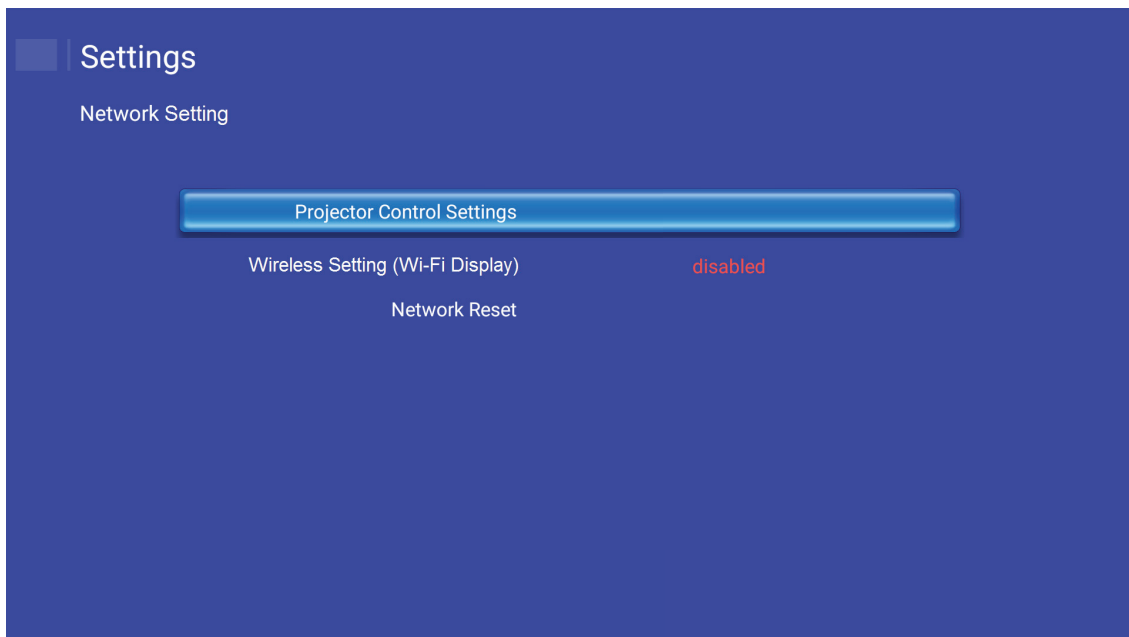 Settings
Network Setting
Projector Control Settings
Wireless Setting (Wi-Fi Display) disabled
Network Reset